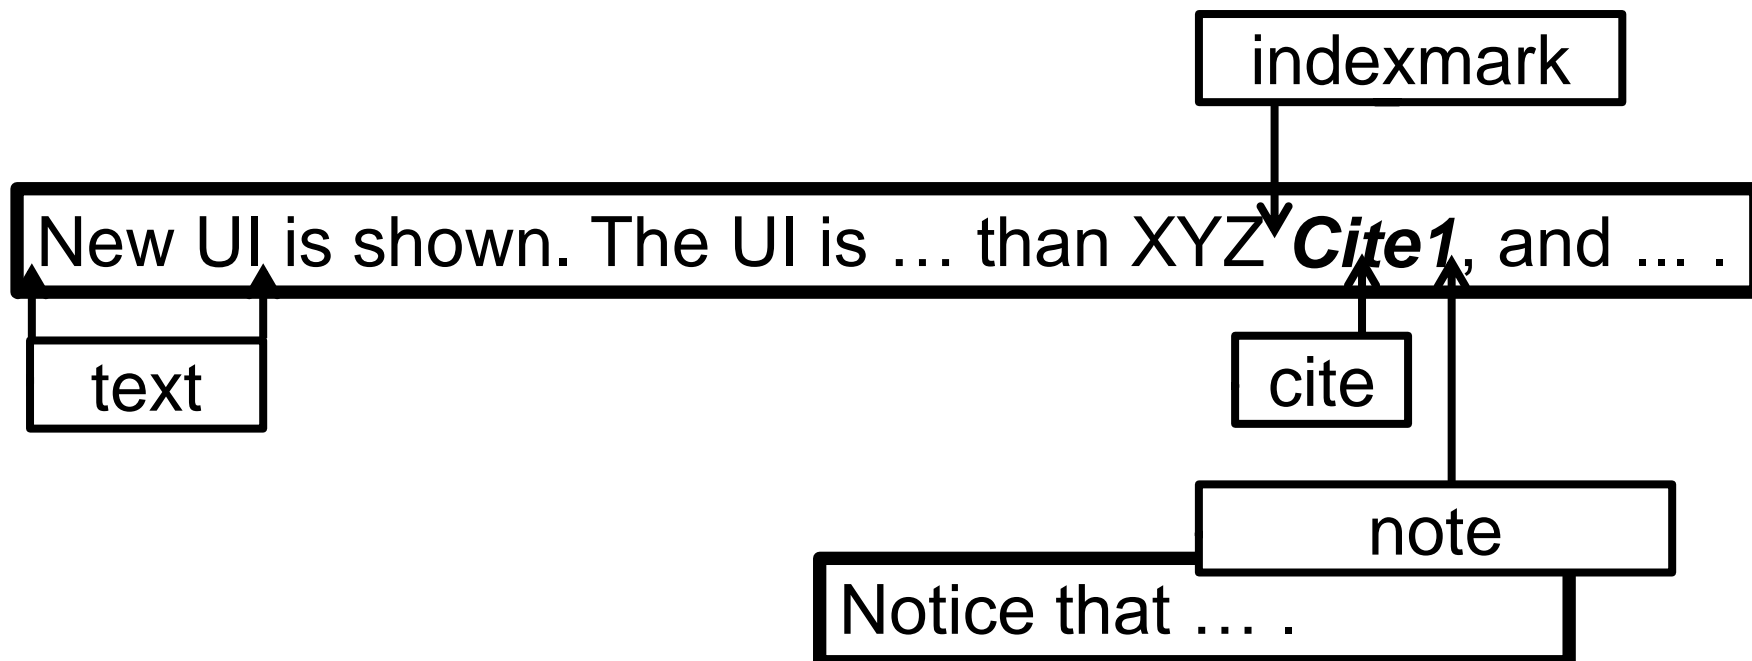 indexmark
New UI is shown. The UI is … than XYZ Cite1, and ... .
text
cite
note
Notice that … .